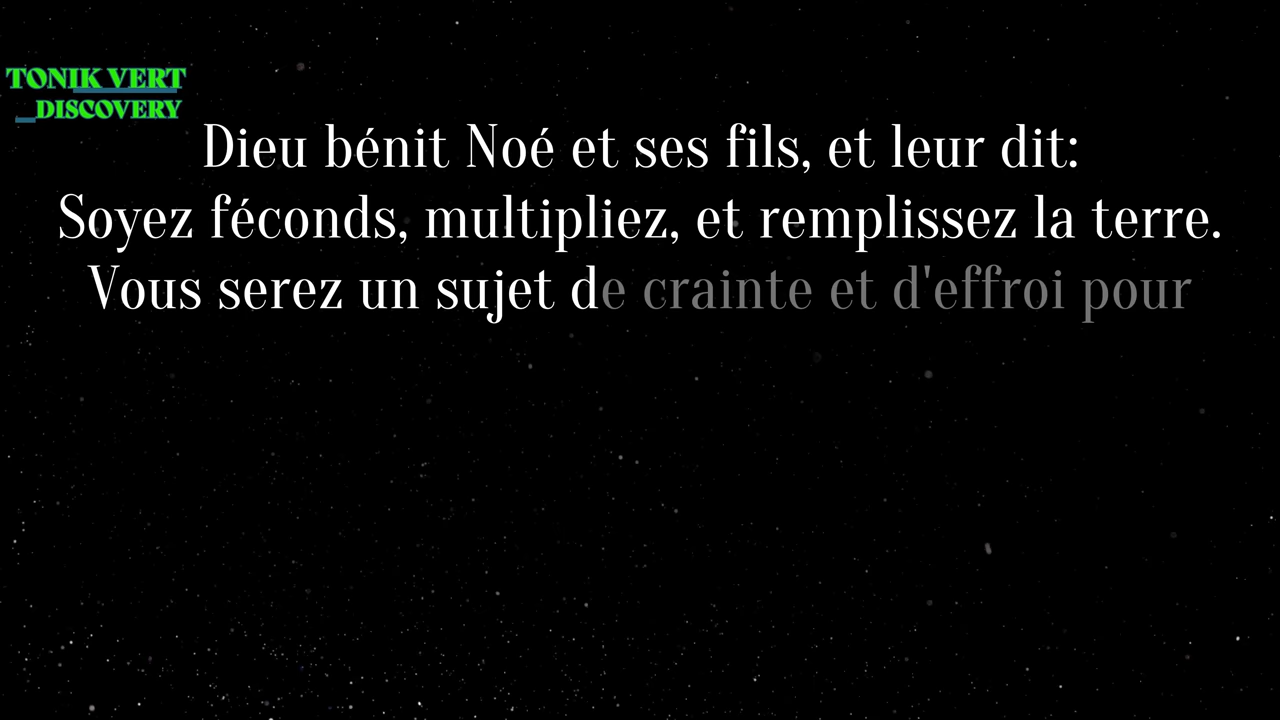 TONIK VERT
DISCOVERY
Dieu bénit Noé et ses fils, et leur dit:
Soyez féconds, multipliez, et remplissez la terre.
Vous serez un sujet de crainte et d'effroi pour